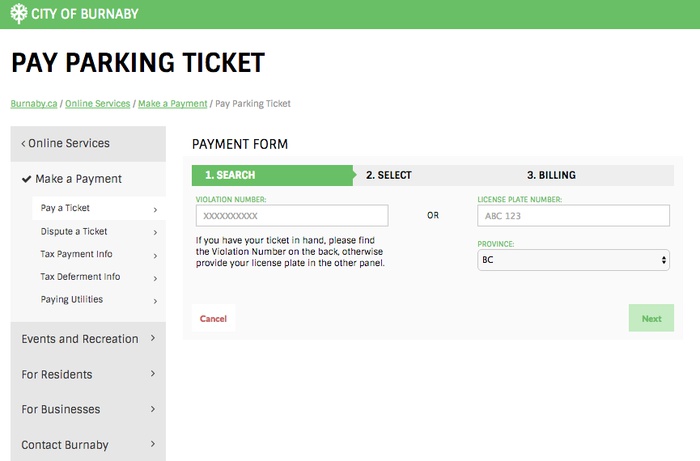 CITY OF BURNABY
PAY PARKING TICKET
Burnaby.ca / Online Services / Make a Payment / Pay Parking Ticket
‹ Online Services
Make a Payment
Pay a Ticket ›
Dispute a Ticket ›
Tax Payment Info ›
Tax Deferment Info ›
Paying Utilities ›
Events and Recreation ›
For Residents ›
For Businesses ›
Contact Burnaby ›
PAYMENT FORM
1. SEARCH 2. SELECT 3. BILLING
VIOLATION NUMBER:
XXXXXXXXXX
If you have your ticket in hand, please find
the Violation Number on the back, otherwise
provide your license plate in the other panel.
OR
LICENSE PLATE NUMBER:
ABC 123
PROVINCE:
BC
Cancel
Next